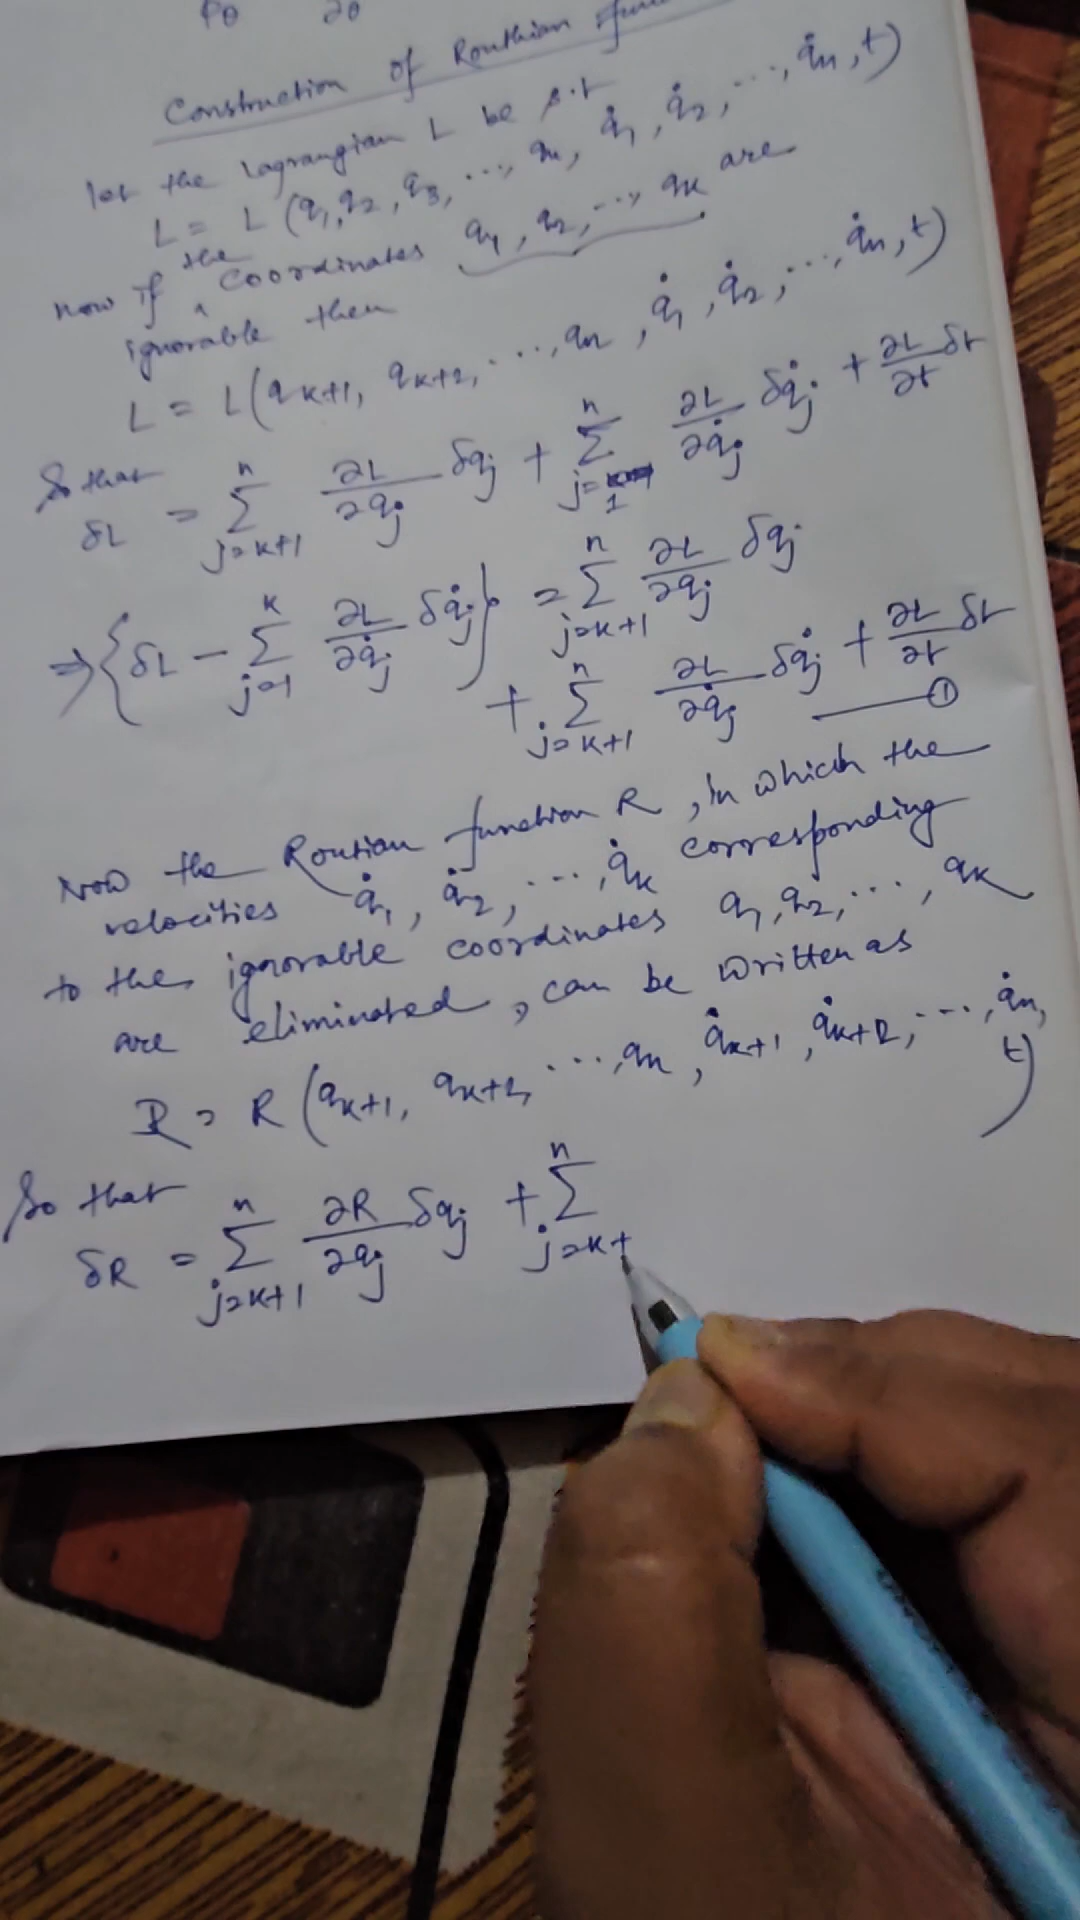 Pθ ∂θ
Construction of Routhian func
let the Lagrangian L be s.t
L = L (q1, q2, q3, ..., qn, q̇1, q̇2, ..., q̇n, t)
now if the coordinates q1, q2, ..., qk are
ignorable then
L = L(qk+1, qk+2, ..., qn, q̇1, q̇2, ..., q̇n, t)
So that
δL = Σ_{j=k+1}^{n} ∂L/∂qj δqj + Σ_{j=1}^{n} ∂L/∂q̇j δq̇j + ∂L/∂t δt
⇒ {δL − Σ_{j=1}^{k} ∂L/∂q̇j δq̇j} = Σ_{j=k+1}^{n} ∂L/∂qj δqj
+ Σ_{j=k+1}^{n} ∂L/∂q̇j δq̇j + ∂L/∂t δt
— ①
Now the Routian function R, in which the
velocities q̇1, q̇2, ..., q̇k corresponding
to the ignorable coordinates q1, q2, ..., qk
are eliminated, can be written as
R = R (qk+1, qk+2, ..., qn, q̇k+1, q̇k+2, ..., q̇n,
t)
So that
δR = Σ_{j=k+1}^{n} ∂R/∂qj δqj + Σ_{j=k+}^{n}